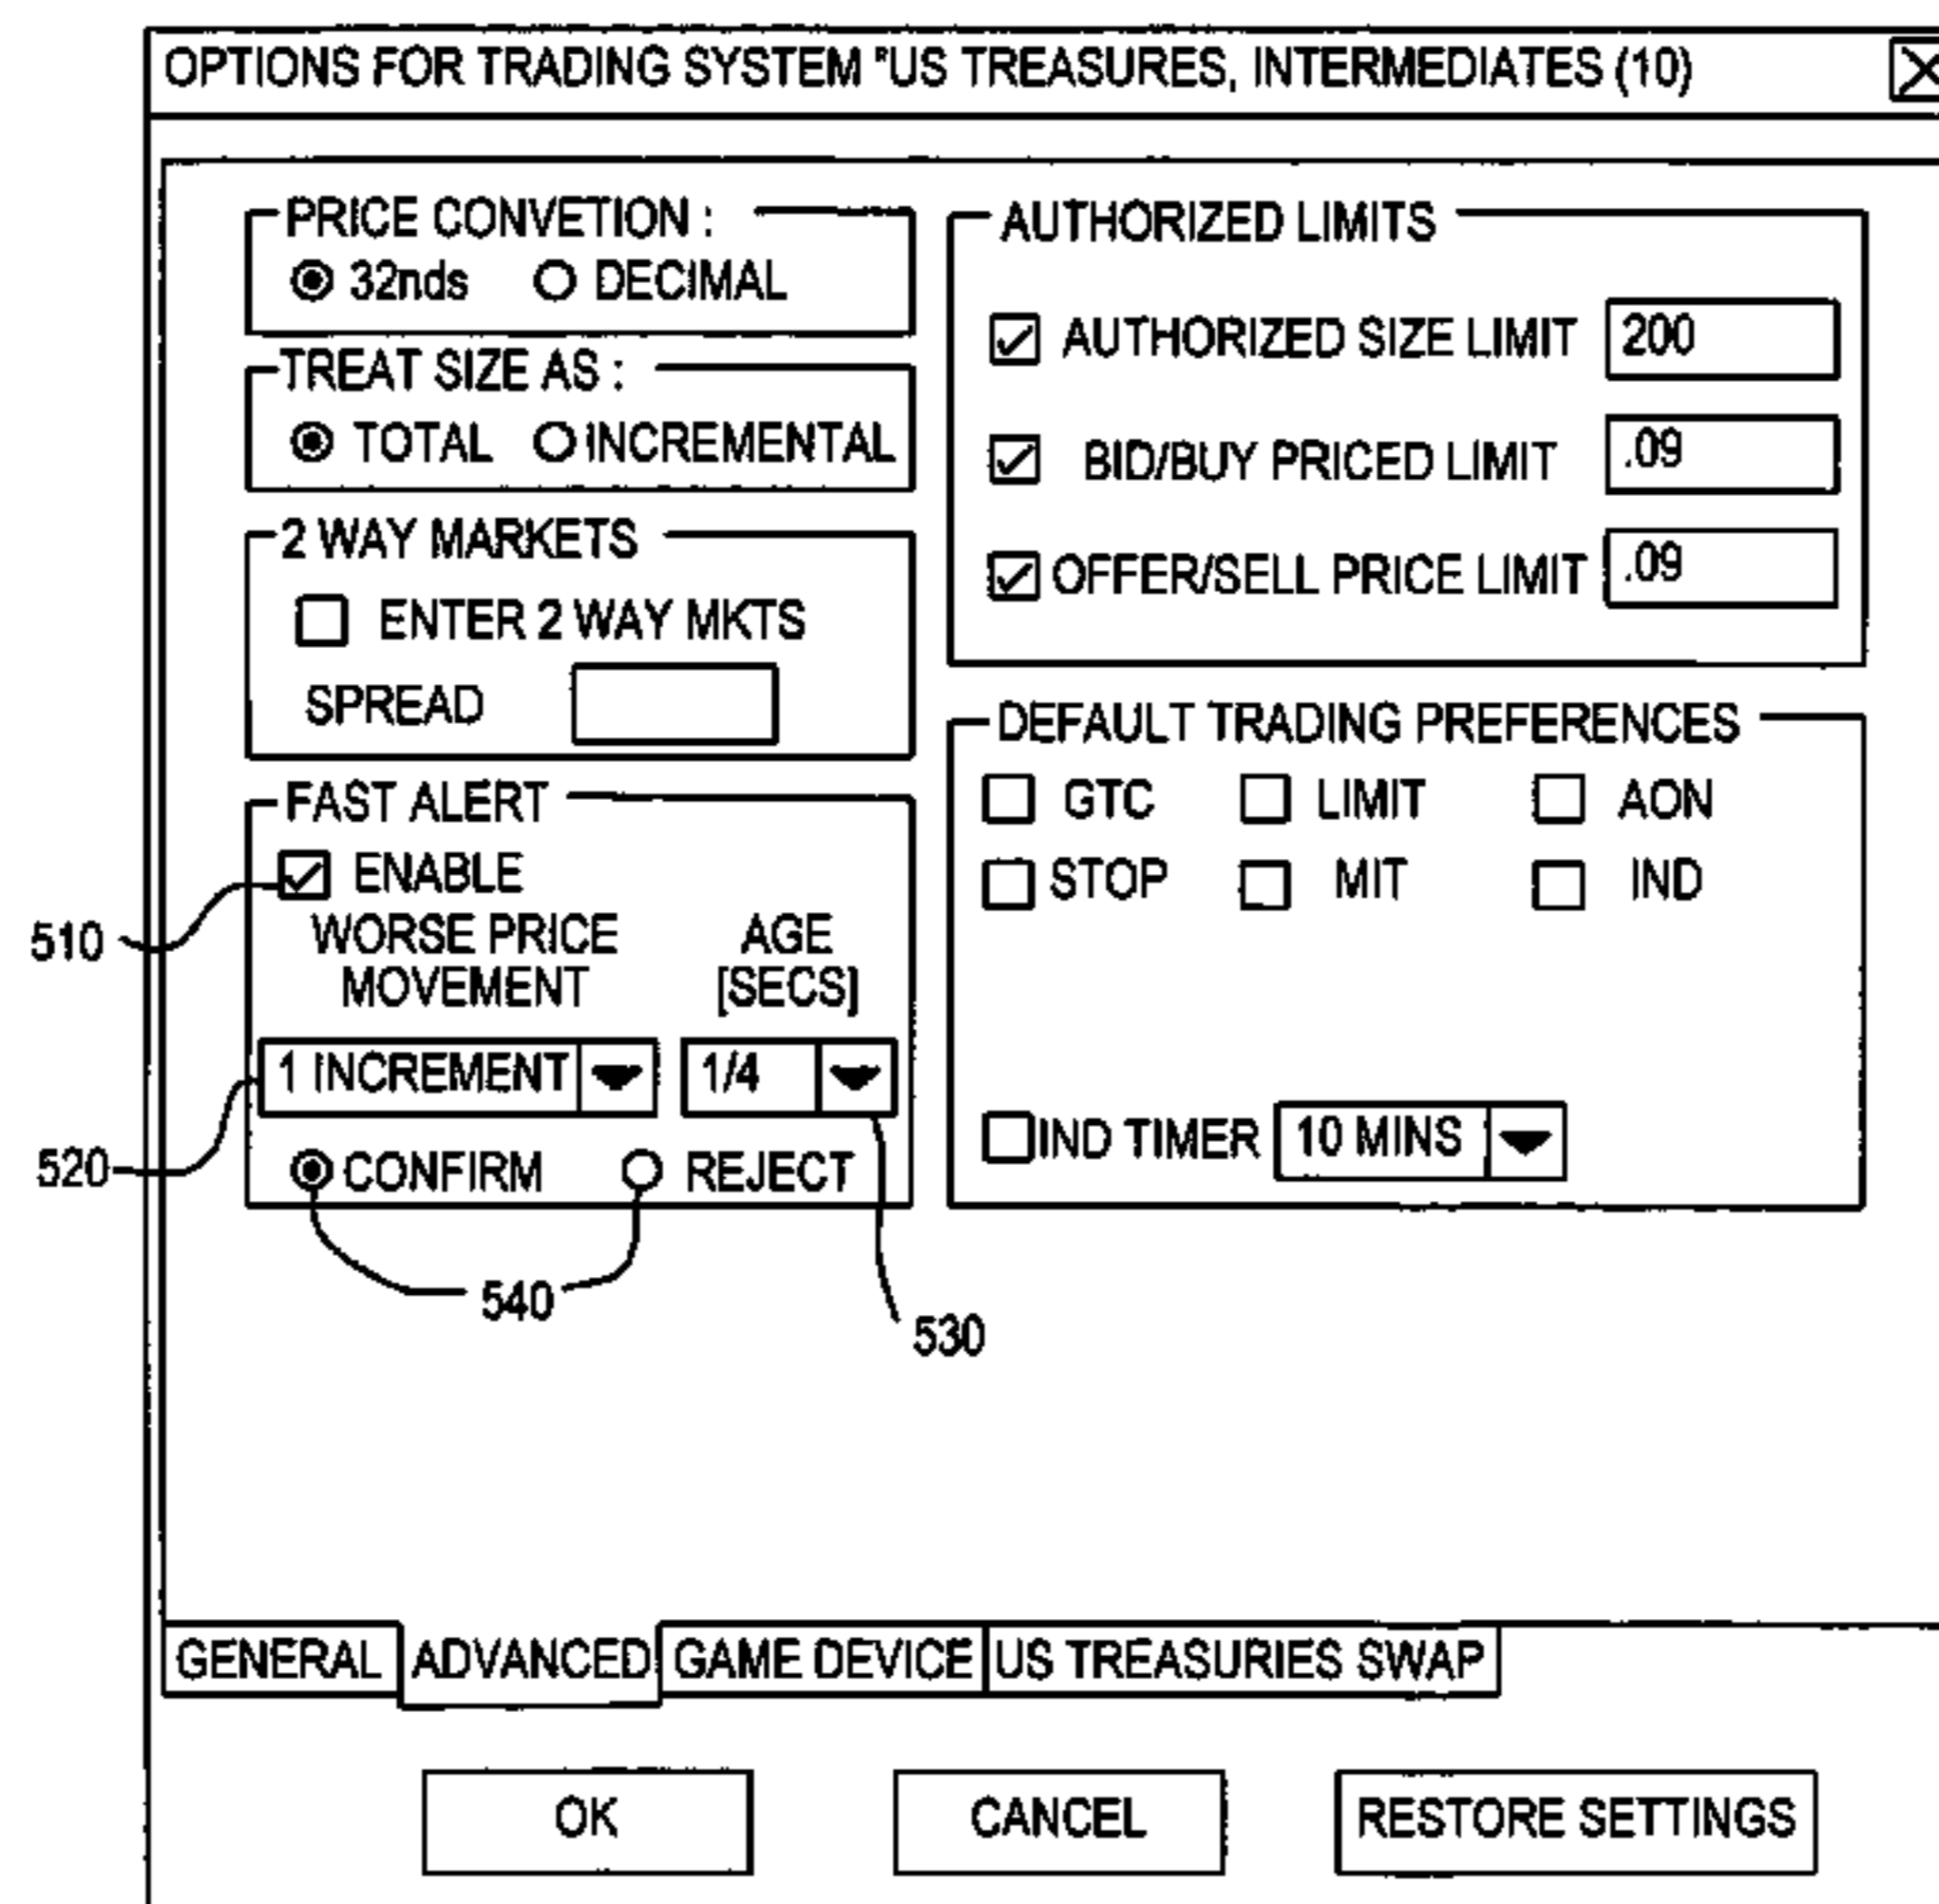 OPTIONS FOR TRADING SYSTEM "US TREASURES, INTERMEDIATES (10)
PRICE CONVETION :
32nds DECIMAL
TREAT SIZE AS :
TOTAL INCREMENTAL
2 WAY MARKETS
ENTER 2 WAY MKTS
SPREAD
FAST ALERT
ENABLE
510
WORSE PRICE MOVEMENT
AGE [SECS]
1 INCREMENT 1/4
520
CONFIRM REJECT
540
530
AUTHORIZED LIMITS
AUTHORIZED SIZE LIMIT 200
BID/BUY PRICED LIMIT .09
OFFER/SELL PRICE LIMIT .09
DEFAULT TRADING PREFERENCES
GTC LIMIT AON
STOP MIT IND
IND TIMER 10 MINS
GENERAL ADVANCED GAME DEVICE US TREASURIES SWAP
OK CANCEL RESTORE SETTINGS